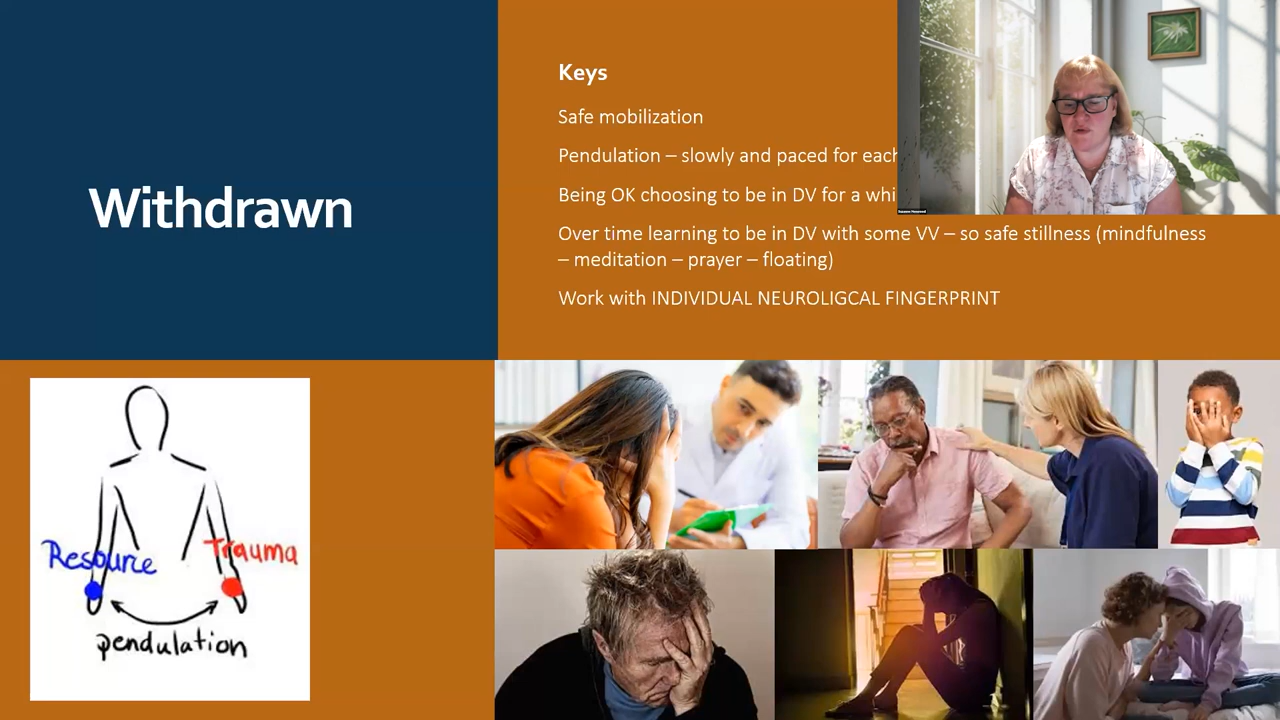 Withdrawn
Keys
Safe mobilization
Pendulation – slowly and paced for each
Being OK choosing to be in DV for a
Over time learning to be in DV with some VV – so safe stillness (mindfulness
– meditation – prayer – floating)
Work with INDIVIDUAL NEUROLIGCAL FINGERPRINT
Resource
Trauma
pendulation